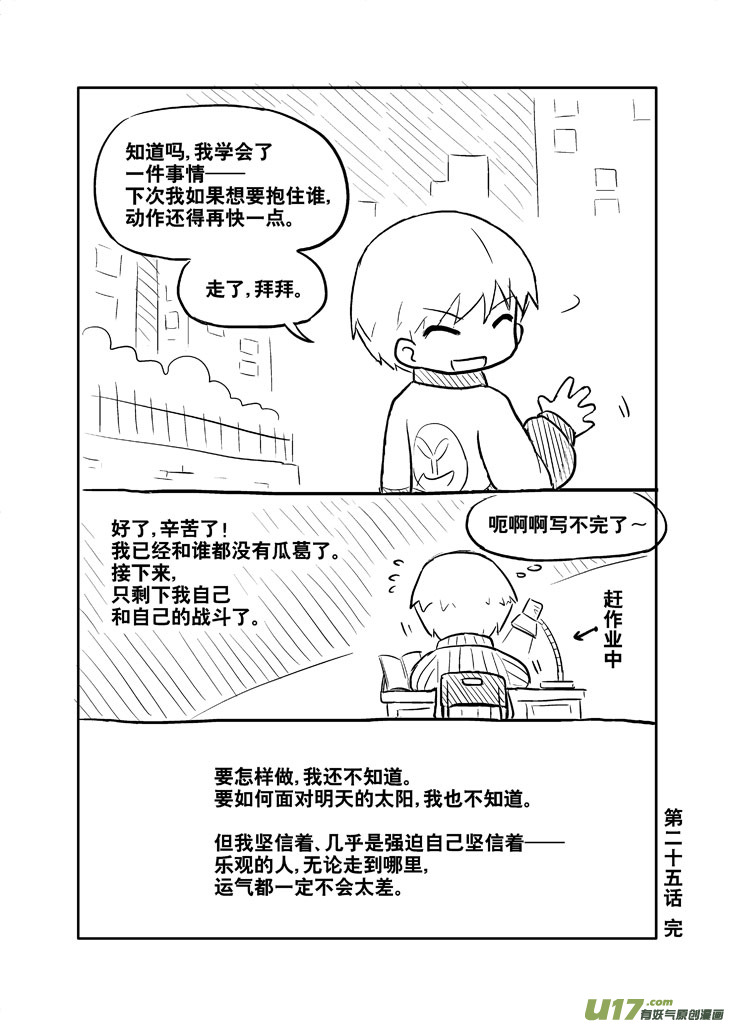 知道吗，我学会了
一件事情——
下次我如果想要抱住谁，
动作还得再快一点。
走了，拜拜。
好了，辛苦了！
我已经和谁都没有瓜葛了。
接下来，
只剩下我自己
和自己的战斗了。
呃啊啊写不完了～
赶作业中
要怎样做，我还不知道。
要如何面对明天的太阳，我也不知道。
但我坚信着、几乎是强迫自己坚信着——
乐观的人，无论走到哪里，
运气都一定不会太差。
第二十五话 完
U17.com
有妖气原创漫画